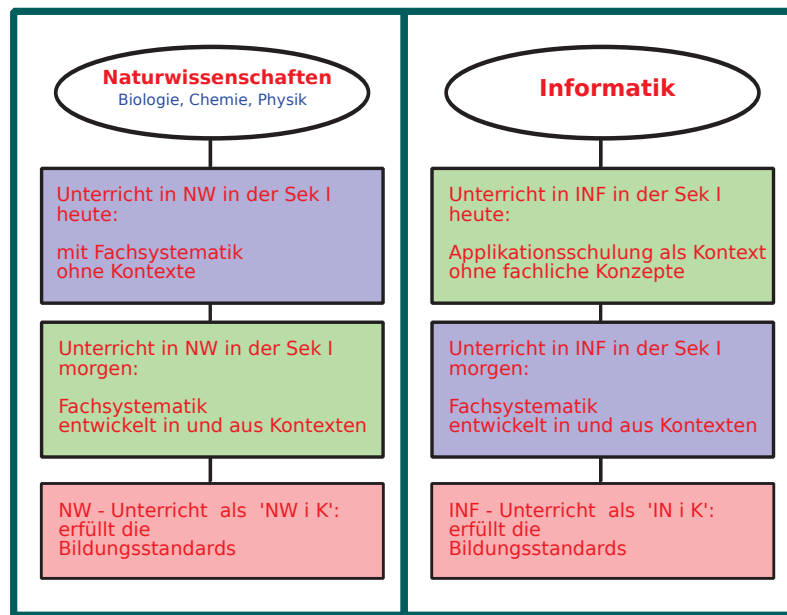 Naturwissenschaften
Biologie, Chemie, Physik
Unterricht in NW in der Sek I
heute:
mit Fachsystematik
ohne Kontexte
Unterricht in NW in der Sek I
morgen:
Fachsystematik
entwickelt in und aus Kontexten
NW - Unterricht als 'NW i K':
erfüllt die
Bildungsstandards
Informatik
Unterricht in INF in der Sek I
heute:
Applikationsschulung als Kontext
ohne fachliche Konzepte
Unterricht in INF in der Sek I
morgen:
Fachsystematik
entwickelt in und aus Kontexten
INF - Unterricht als 'IN i K':
erfüllt die
Bildungsstandards